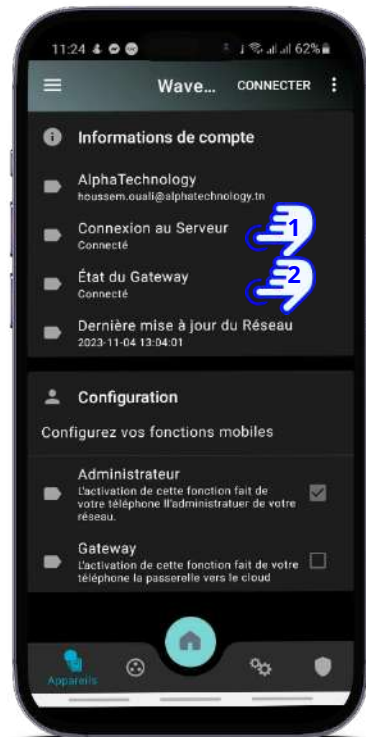 11:24 62%
Wave... CONNECTER
Informations de compte
AlphaTechnology
houssem.ouali@alphatechnology.tn
Connexion au Serveur
Connecté
1
État du Gateway
Connecté
2
Dernière mise à jour du Réseau
2023-11-04 13:04:01
Configuration
Configurez vos fonctions mobiles
Administrateur
L'activation de cette fonction fait de
votre téléphone ll'administratuer de votre
réseau.
Gateway
L'activation de cette fonction fait de votre
téléphone la passerelle vers le cloud
Appareils